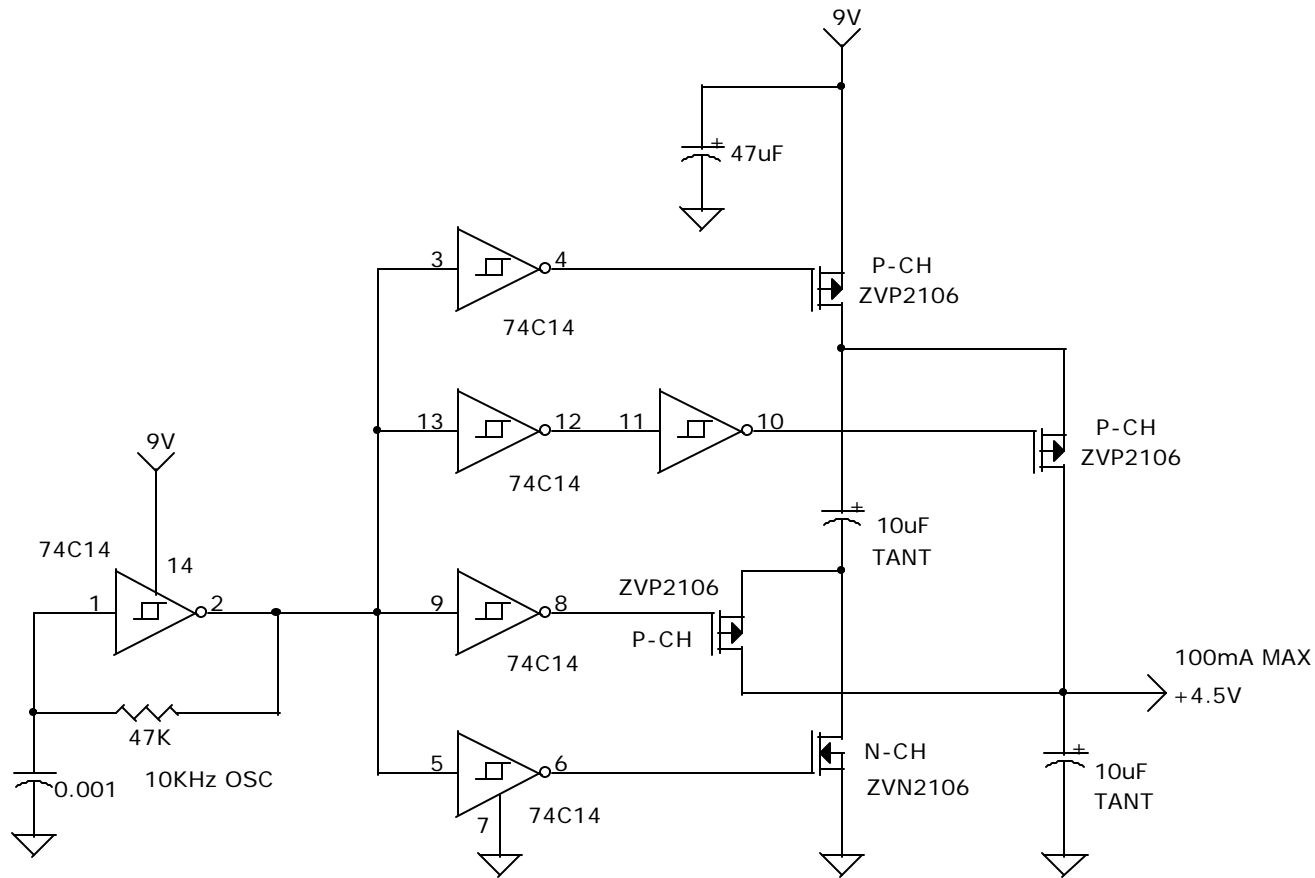 9V
+
47uF
3
4
P-CH
ZVP2106
74C14
13
12
11
10
P-CH
ZVP2106
9V
74C14
+
10uF
TANT
74C14
14
ZVP2106
1
2
9
8
P-CH
74C14
100mA MAX
+4.5V
47K
10KHz OSC
0.001
5
6
N-CH
ZVN2106
+
10uF
TANT
74C14
7